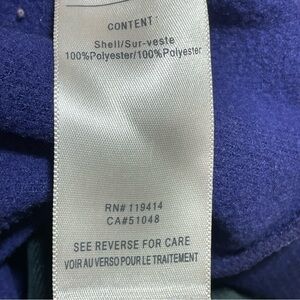 CONTENT:
Shell/Sur-veste
100%Polyester/100%Polyester
RN# 119414
CA#51048
SEE REVERSE FOR CARE
VOIR AU VERSO POUR LE TRAITEMENT